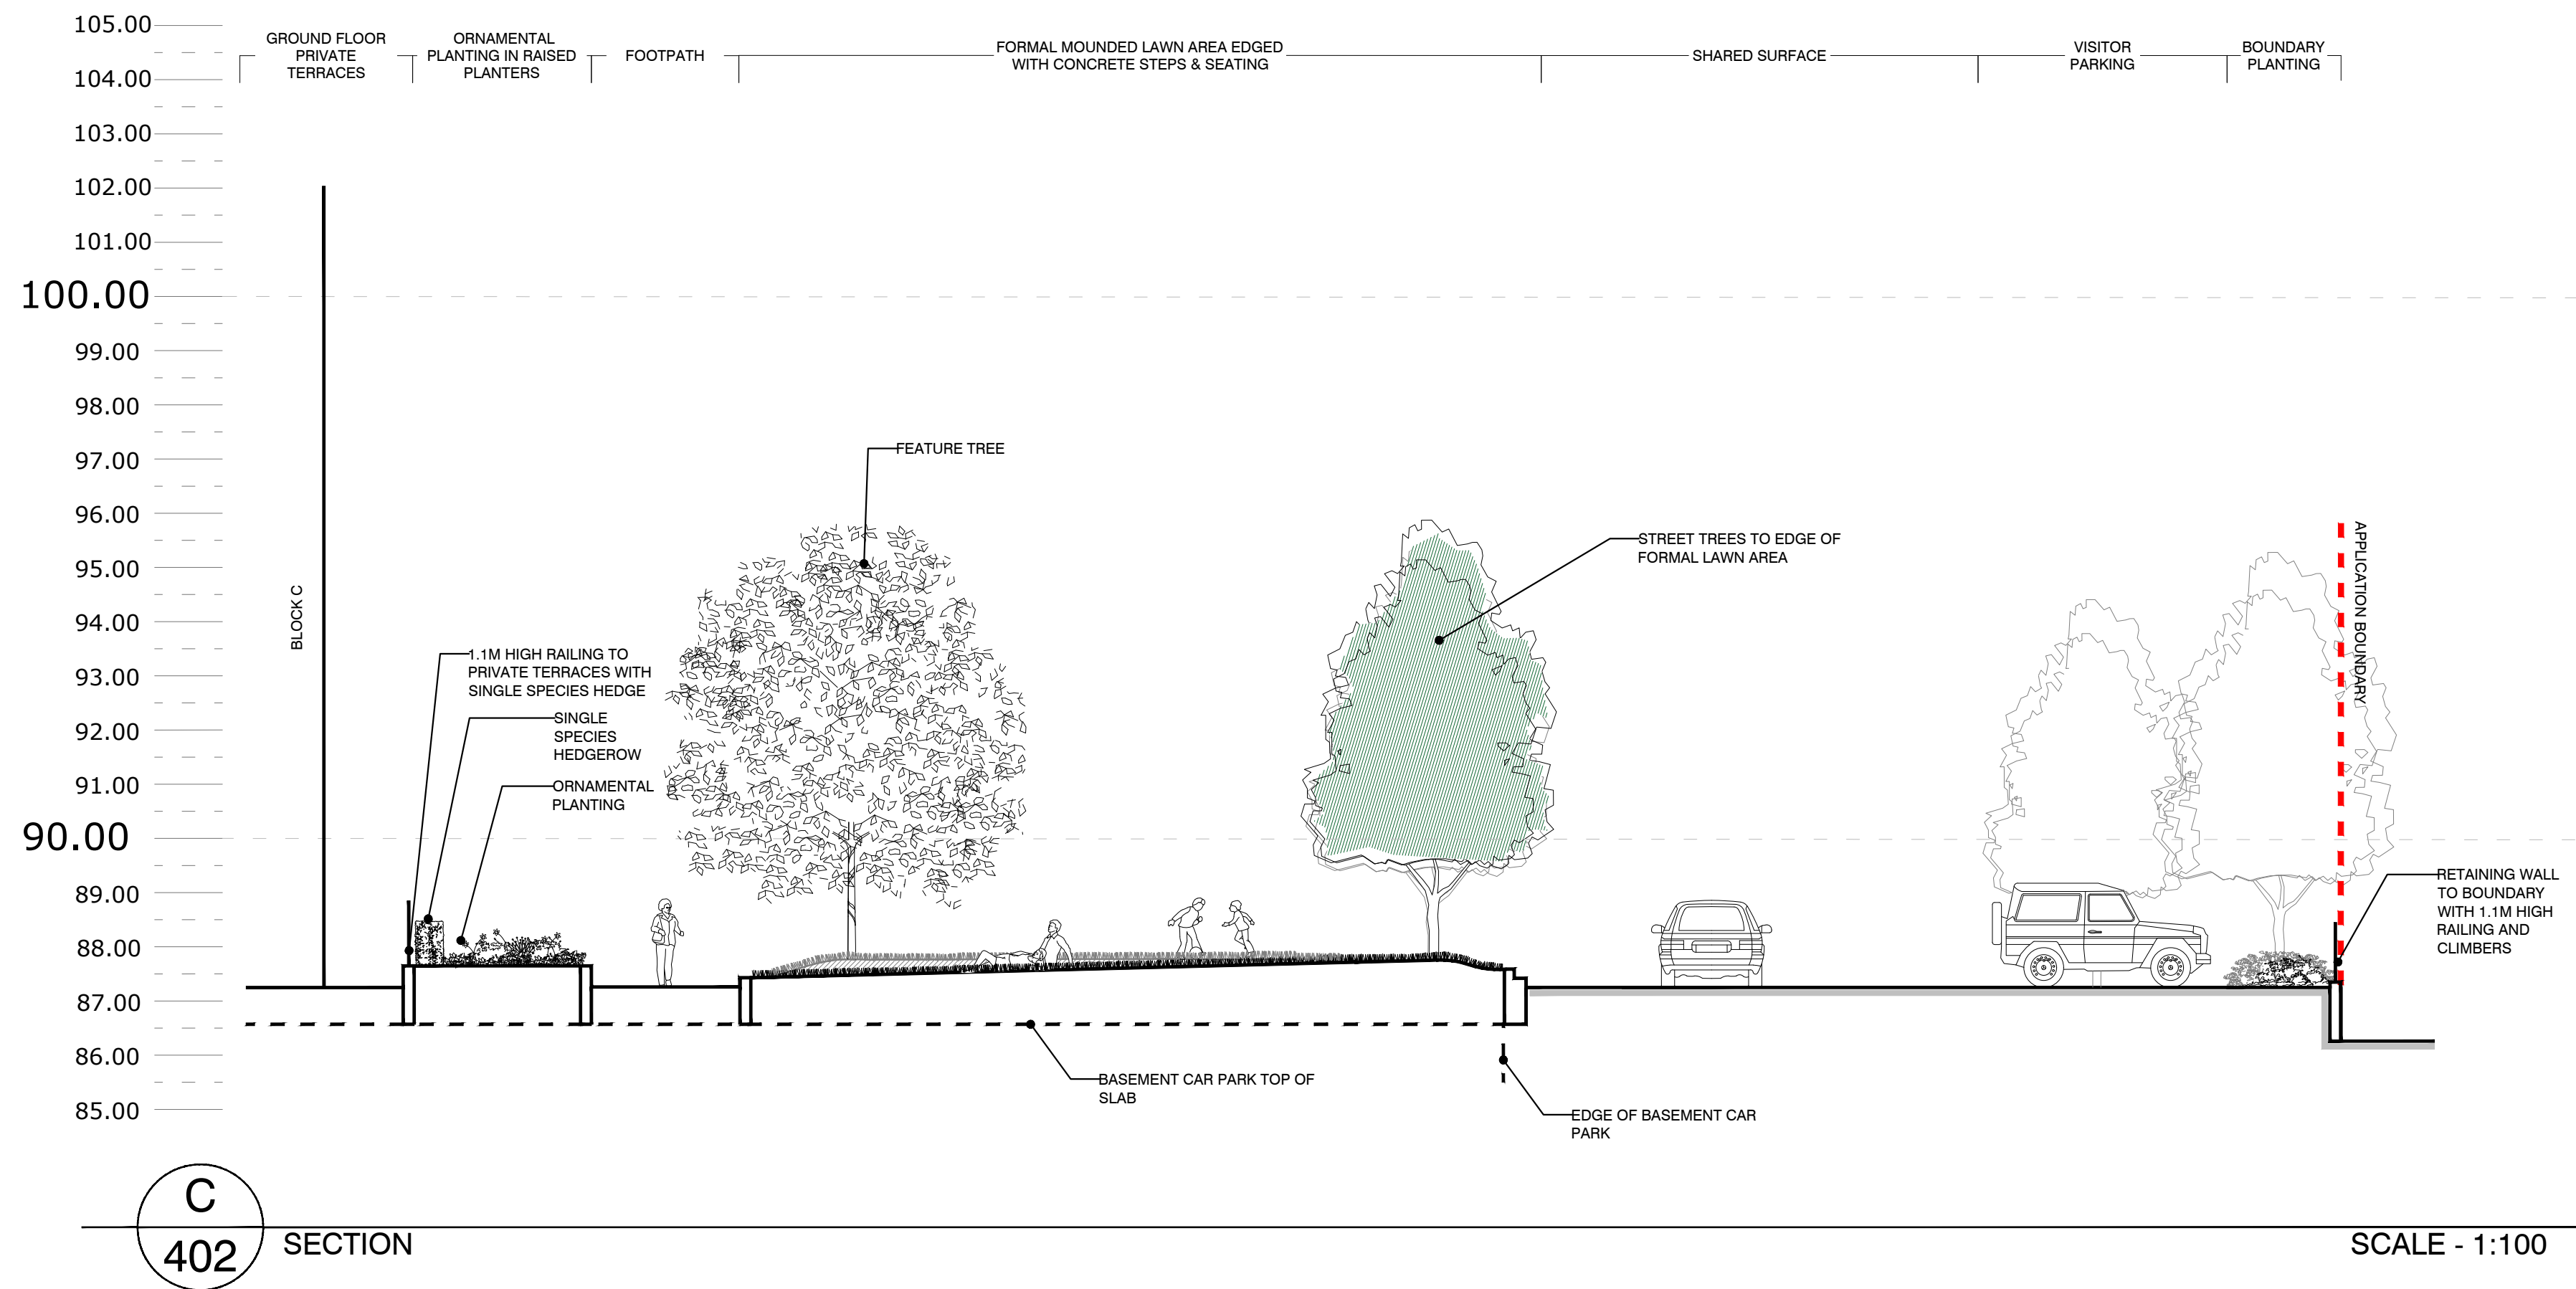 105.00
104.00
103.00
102.00
101.00
100.00
99.00
98.00
97.00
96.00
95.00
94.00
93.00
92.00
91.00
90.00
89.00
88.00
87.00
86.00
85.00
GROUND FLOOR
PRIVATE
TERRACES
ORNAMENTAL
PLANTING IN RAISED
PLANTERS
FOOTPATH
FORMAL MOUNDED LAWN AREA EDGED
WITH CONCRETE STEPS & SEATING
SHARED SURFACE
VISITOR
PARKING
BOUNDARY
PLANTING
BLOCK C
FEATURE TREE
STREET TREES TO EDGE OF
FORMAL LAWN AREA
APPLICATION BOUNDARY
1.1M HIGH RAILING TO
PRIVATE TERRACES WITH
SINGLE SPECIES HEDGE
SINGLE
SPECIES
HEDGEROW
ORNAMENTAL
PLANTING
RETAINING WALL
TO BOUNDARY
WITH 1.1M HIGH
RAILING AND
CLIMBERS
BASEMENT CAR PARK TOP OF
SLAB
EDGE OF BASEMENT CAR
PARK
C
402
SECTION
SCALE - 1:100